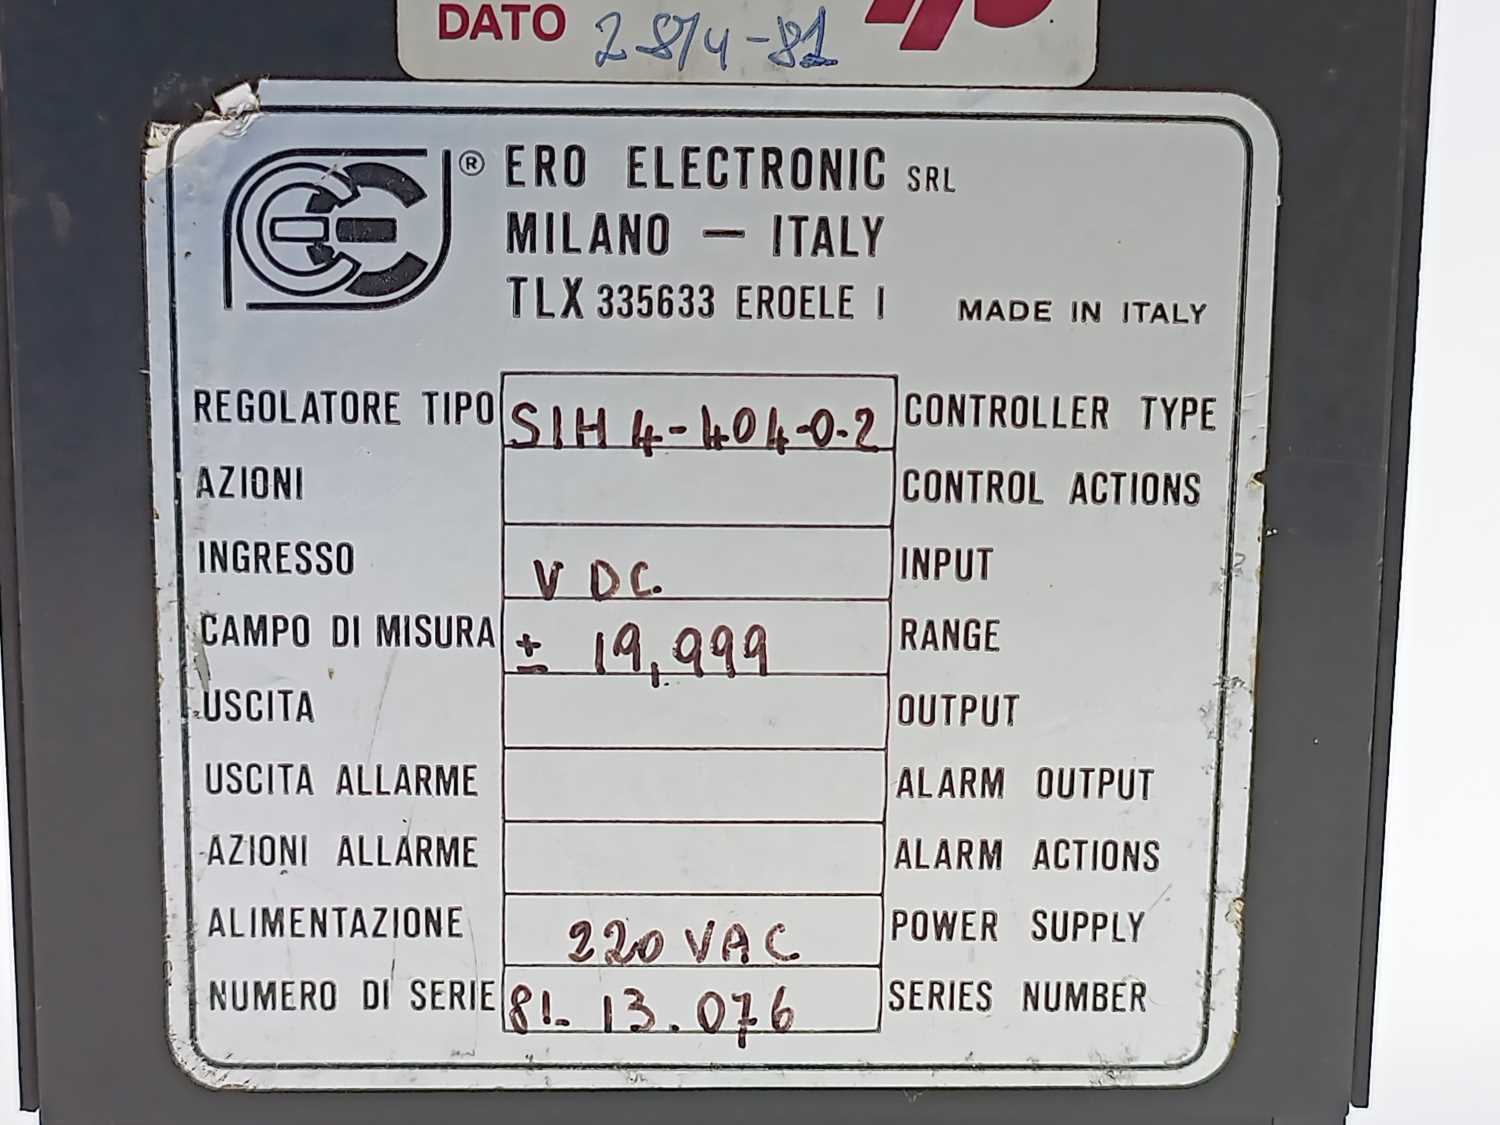 DATO 28/4-81
® ERO ELECTRONIC SRL
MILANO — ITALY
TLX 335633 EROELE I MADE IN ITALY
REGOLATORE TIPO SIH 4-404-0-2 CONTROLLER TYPE
AZIONI CONTROL ACTIONS
INGRESSO V DC. INPUT
CAMPO DI MISURA ± 19,999 RANGE
USCITA OUTPUT
USCITA ALLARME ALARM OUTPUT
AZIONI ALLARME ALARM ACTIONS
ALIMENTAZIONE 220 VAC POWER SUPPLY
NUMERO DI SERIE 81. 13.076 SERIES NUMBER